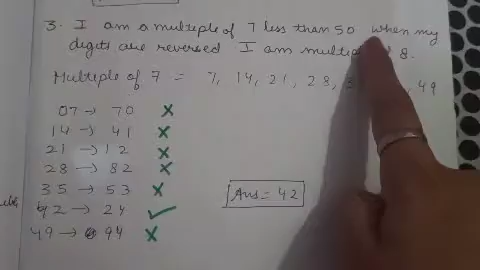 3. I am a multiple of 7 less than 50 when my
digits are reversed I am multiple 8.
Multiple of 7 = 7, 14, 21, 28, 49
07 → 70 ×
14 → 41 ×
21 → 12 ×
28 → 82 ×
35 → 53 ×
42 → 24 ✓
49 → 94 ×
Ans = 42